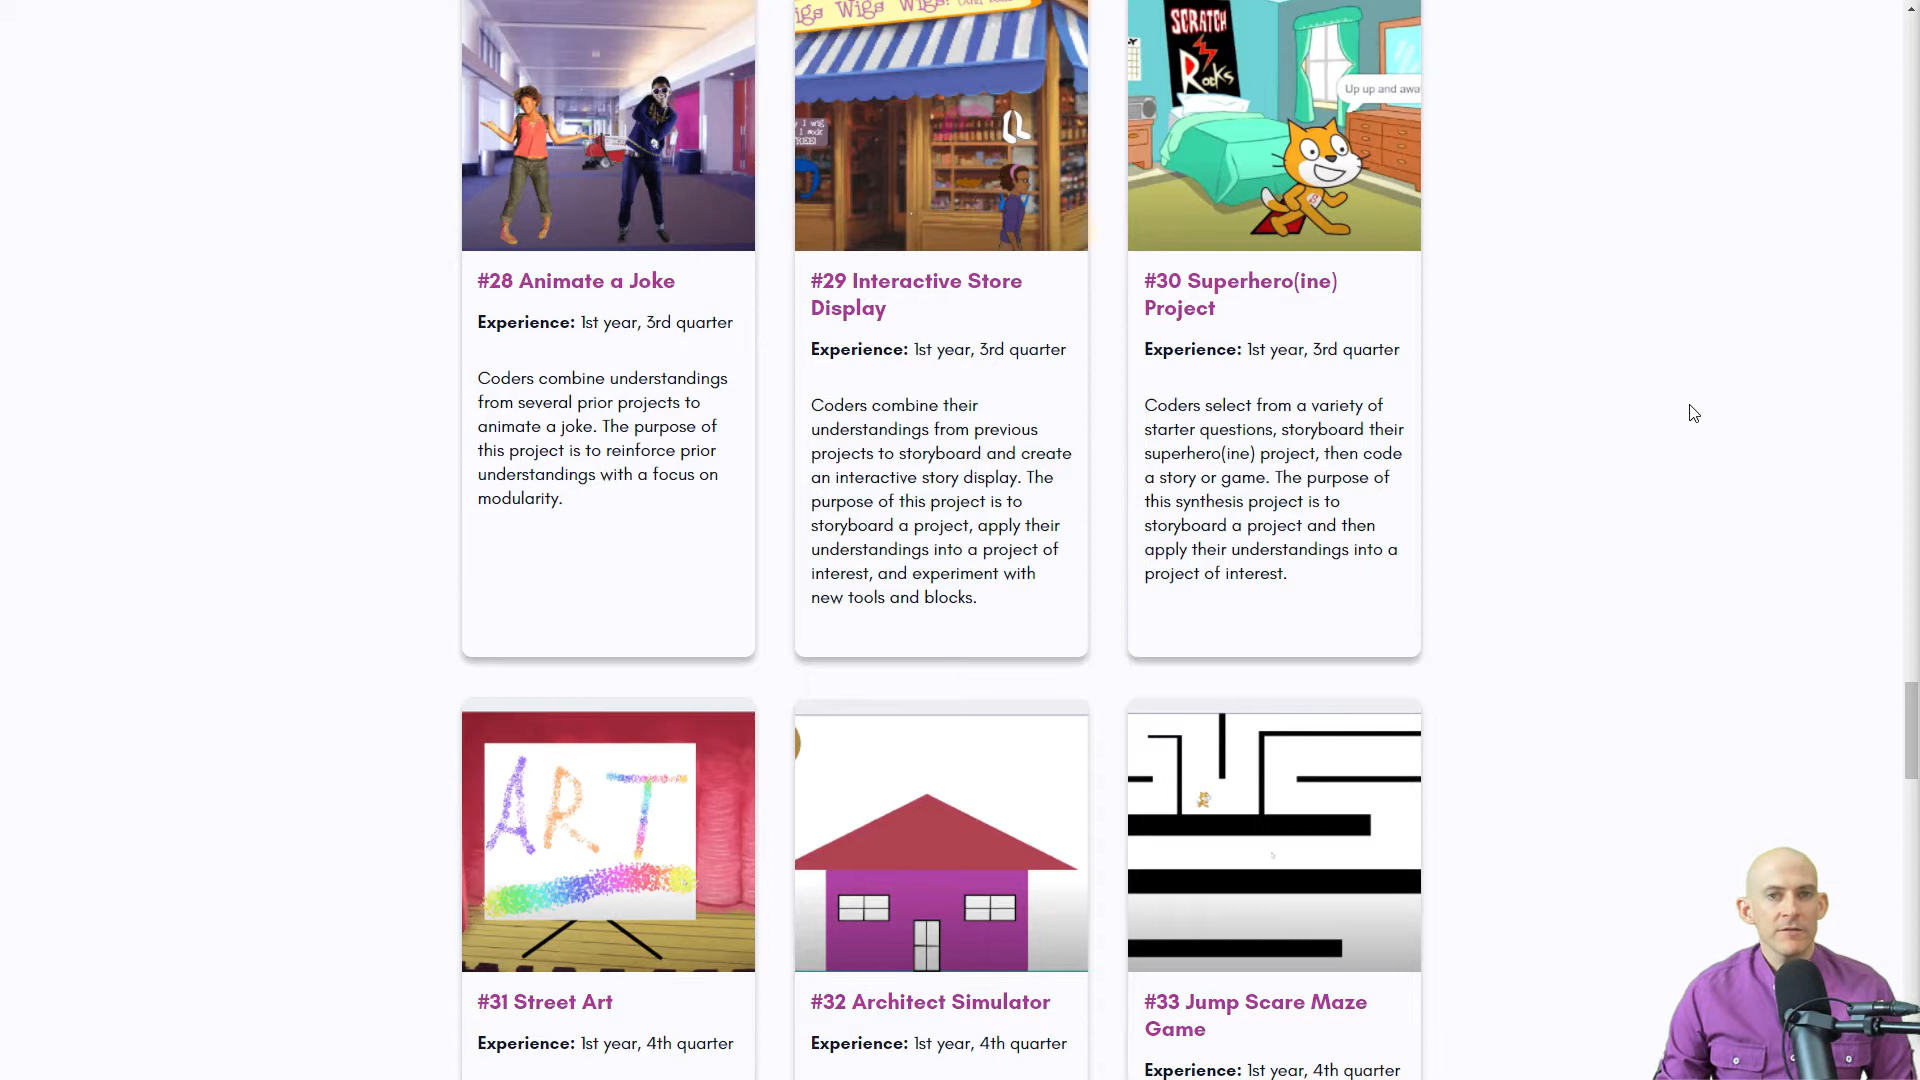 igs Wigs Wigs!
SCRATCH
Rocks
Up up and awa
#28 Animate a Joke
Experience: 1st year, 3rd quarter
Coders combine understandings
from several prior projects to
animate a joke. The purpose of
this project is to reinforce prior
understandings with a focus on
modularity.
#29 Interactive Store
Display
Experience: 1st year, 3rd quarter
Coders combine their
understandings from previous
projects to storyboard and create
an interactive story display. The
purpose of this project is to
storyboard a project, apply their
understandings into a project of
interest, and experiment with
new tools and blocks.
#30 Superhero(ine)
Project
Experience: 1st year, 3rd quarter
Coders select from a variety of
starter questions, storyboard their
superhero(ine) project, then code
a story or game. The purpose of
this synthesis project is to
storyboard a project and then
apply their understandings into a
project of interest.
ART
#31 Street Art
Experience: 1st year, 4th quarter
#32 Architect Simulator
Experience: 1st year, 4th quarter
#33 Jump Scare Maze
Game
Experience: 1st year, 4th quarter